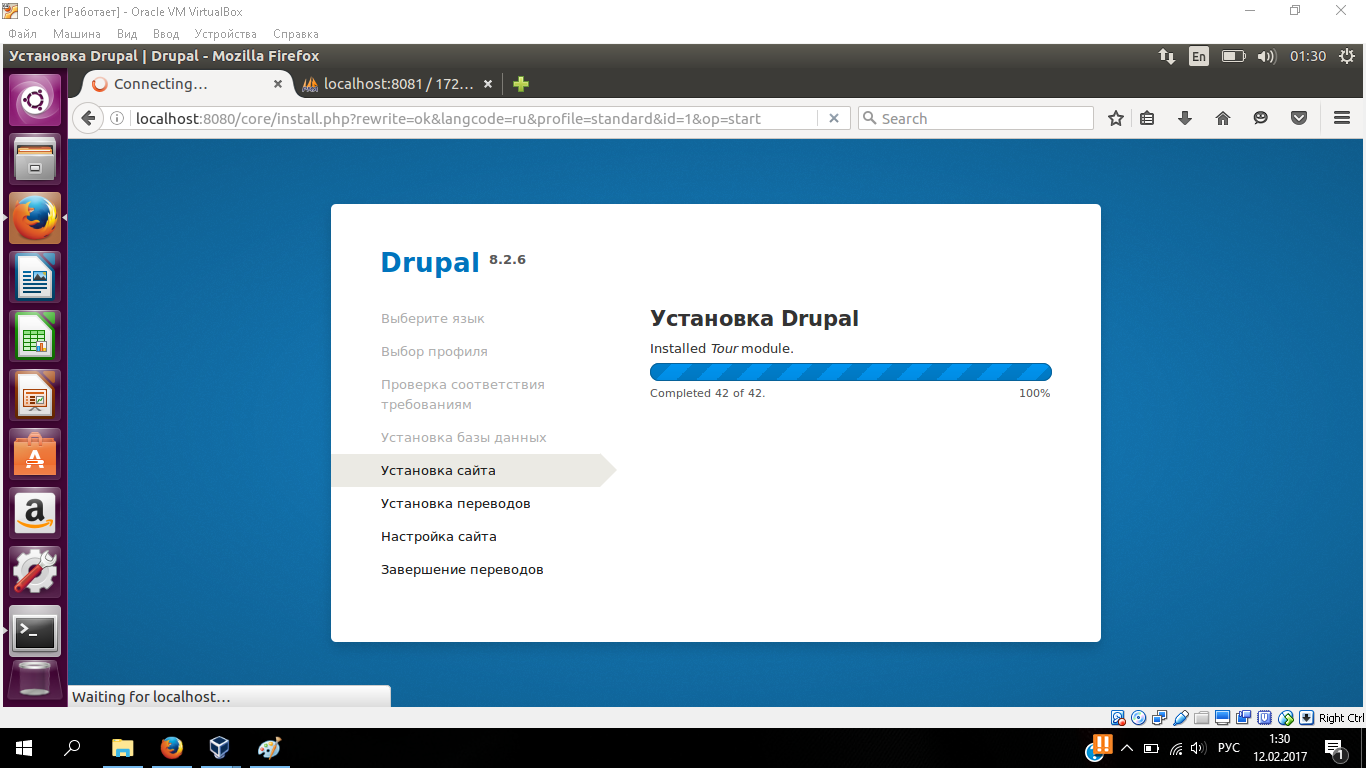 Docker [Работает] - Oracle VM VirtualBox
Файл Машина Вид Ввод Устройства Справка
Установка Drupal | Drupal - Mozilla Firefox
En
01:30
Connecting…
localhost:8081 / 172…
localhost:8080/core/install.php?rewrite=ok&langcode=ru&profile=standard&id=1&op=start
Search
Drupal 8.2.6
Выберите язык
Выбор профиля
Проверка соответствия
требованиям
Установка базы данных
Установка сайта
Установка переводов
Настройка сайта
Завершение переводов
Установка Drupal
Installed Tour module.
Completed 42 of 42.
100%
Waiting for localhost…
Right Ctrl
РУС
1:30
12.02.2017
1